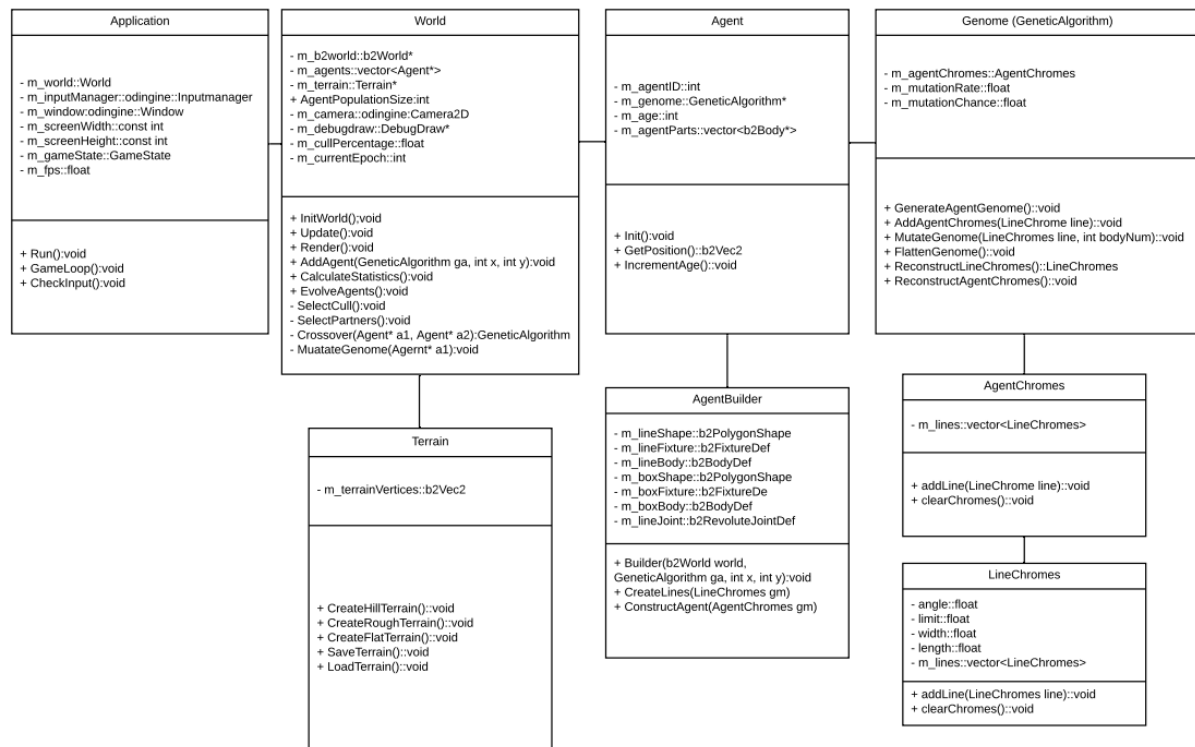 Application
- m_world::World
- m_inputManager::odingine::Inputmanager
- m_window:odingine::Window
- m_screenWidth::const int
- m_screenHeight::const int
- m_gameState::GameState
- m_fps::float
+ Run():void
+ GameLoop():void
+ CheckInput():void
World
- m_b2world::b2World*
- m_agents::vector<Agent*>
- m_terrain::Terrain*
+ AgentPopulationSize:int
- m_camera::odingine:Camera2D
- m_debugdraw::DebugDraw*
- m_cullPercentage::float
- m_currentEpoch::int
+ InitWorld();void
+ Update():void
+ Render():void
+ AddAgent(GeneticAlgorithm ga, int x, int y):void
+ CalculateStatistics():void
+ EvolveAgents():void
- SelectCull():void
- SelectPartners():void
- Crossover(Agent* a1, Agent* a2):GeneticAlgorithm
- MuatateGenome(Agernt* a1):void
Agent
- m_agentID::int
- m_genome::GeneticAlgorithm*
- m_age::int
- m_agentParts::vector<b2Body*>
+ Init():void
+ GetPosition()::b2Vec2
+ IncrementAge()::void
Genome (GeneticAlgorithm)
- m_agentChromes::AgentChromes
- m_mutationRate::float
- m_mutationChance::float
+ GenerateAgentGenome()::void
+ AddAgentChromes(LineChrome line)::void
+ MutateGenome(LineChromes line, int bodyNum)::void
+ FlattenGenome()::void
+ ReconstructLineChromes()::LineChromes
+ ReconstructAgentChromes()::void
Terrain
- m_terrainVertices::b2Vec2
+ CreateHillTerrain()::void
+ CreateRoughTerrain()::void
+ CreateFlatTerrain()::void
+ SaveTerrain()::void
+ LoadTerrain()::void
AgentBuilder
- m_lineShape::b2PolygonShape
- m_lineFixture::b2FixtureDef
- m_lineBody::b2BodyDef
- m_boxShape::b2PolygonShape
- m_boxFixture::b2FixtureDe
- m_boxBody::b2BodyDef
- m_lineJoint::b2RevoluteJointDef
+ Builder(b2World world,
GeneticAlgorithm ga, int x, int y):void
+ CreateLines(LineChromes gm)
+ ConstructAgent(AgentChromes gm)
AgentChromes
- m_lines::vector<LineChromes>
+ addLine(LineChrome line)::void
+ clearChromes()::void
LineChromes
- angle::float
- limit::float
- width::float
- length::float
- m_lines::vector<LineChromes>
+ addLine(LineChromes line)::void
+ clearChromes()::void